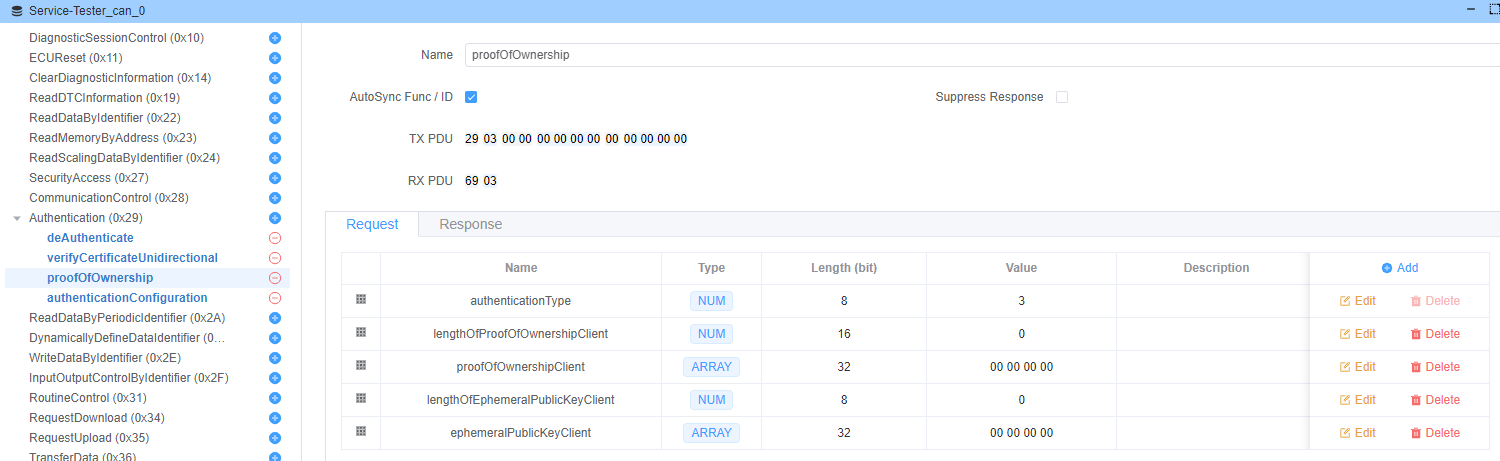 Service-Tester_can_0
DiagnosticSessionControl (0x10)
ECUReset (0x11)
ClearDiagnosticInformation (0x14)
ReadDTCInformation (0x19)
ReadDataByIdentifier (0x22)
ReadMemoryByAddress (0x23)
ReadScalingDataByIdentifier (0x24)
SecurityAccess (0x27)
CommunicationControl (0x28)
Authentication (0x29)
deAuthenticate
verifyCertificateUnidirectional
proofOfOwnership
authenticationConfiguration
ReadDataByPeriodicIdentifier (0x2A)
DynamicallyDefineDataIdentifier (0...
WriteDataByIdentifier (0x2E)
InputOutputControlByIdentifier (0x2F)
RoutineControl (0x31)
RequestDownload (0x34)
RequestUpload (0x35)
TransferData (0x36)
Name proofOfOwnership
AutoSync Func / ID Suppress Response
TX PDU 29 03 00 00 00 00 00 00 00 00 00 00 00
RX PDU 69 03
Request Response
Name Type Length (bit) Value Description Add
authenticationType NUM 8 3 Edit Delete
lengthOfProofOfOwnershipClient NUM 16 0 Edit Delete
proofOfOwnershipClient ARRAY 32 00 00 00 00 Edit Delete
lengthOfEphemeralPublicKeyClient NUM 8 0 Edit Delete
ephemeralPublicKeyClient ARRAY 32 00 00 00 00 Edit Delete